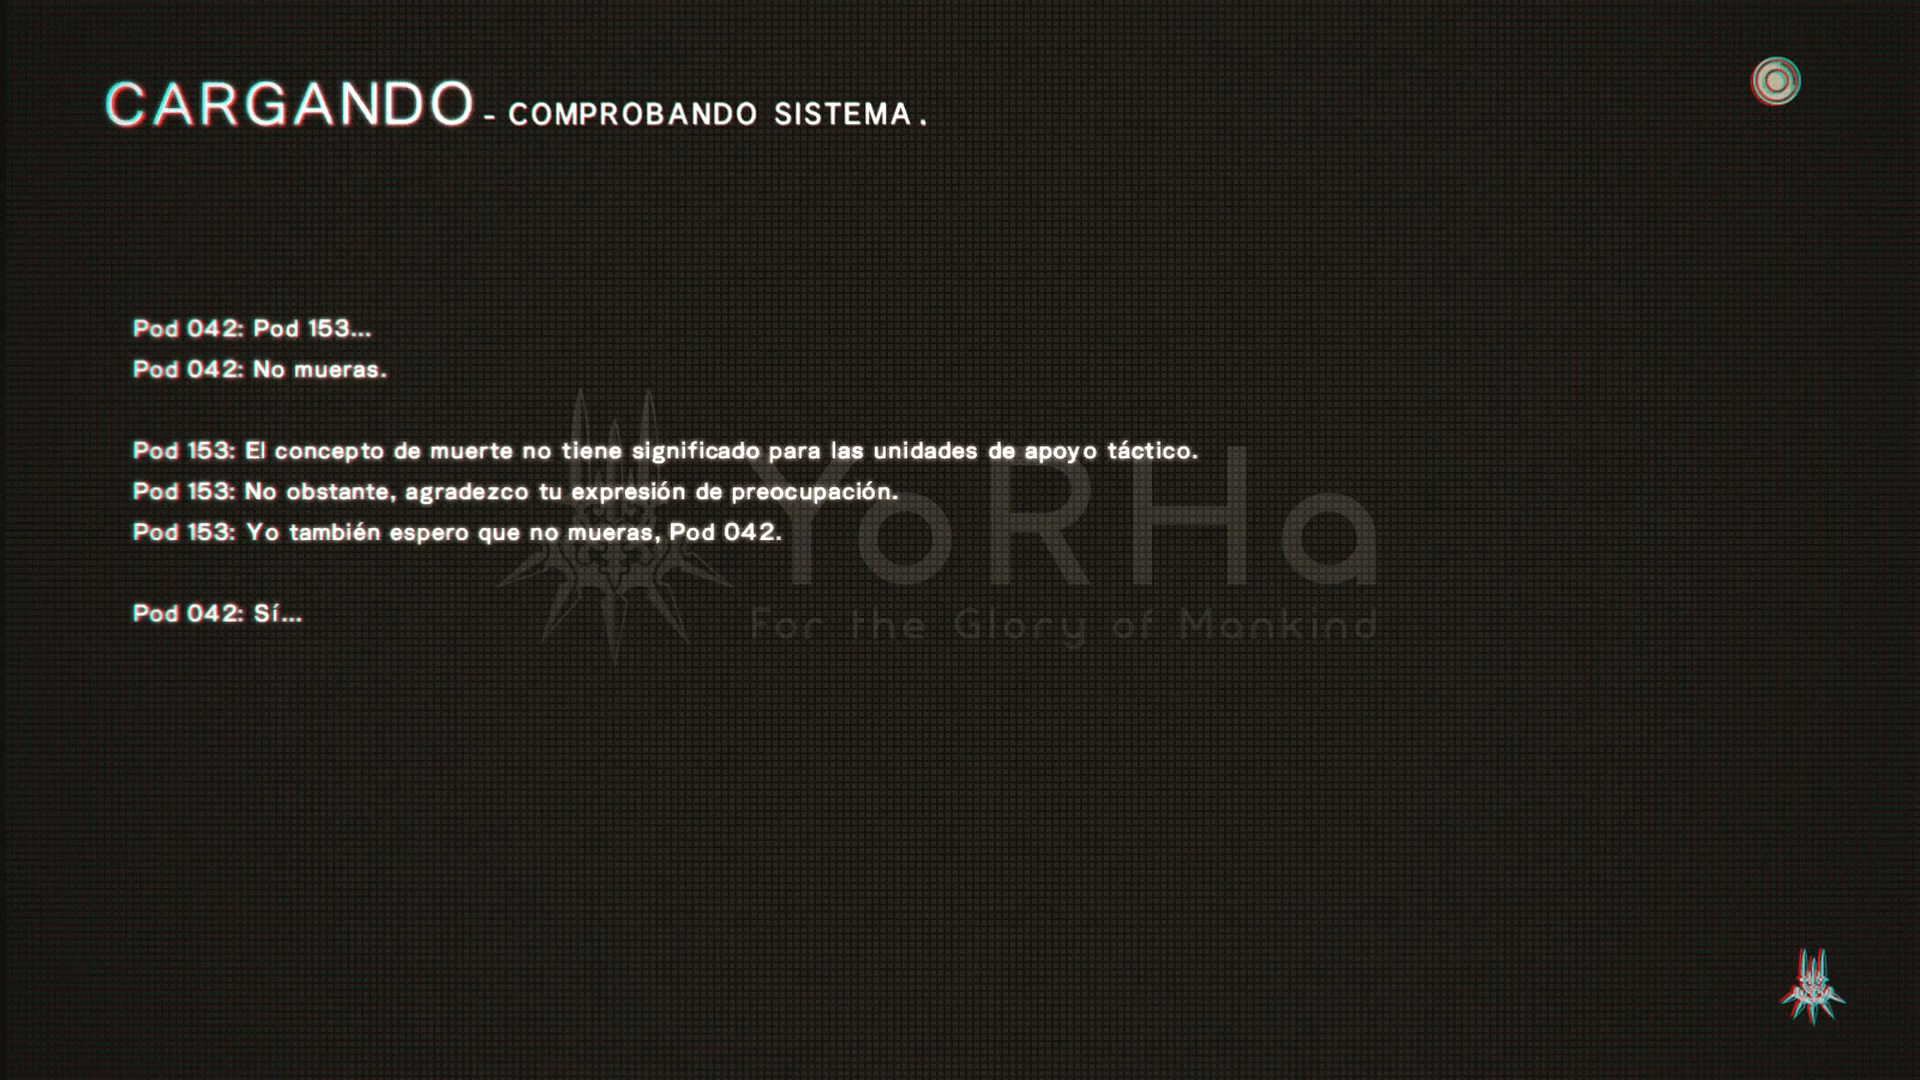 CARGANDO - COMPROBANDO SISTEMA.
Pod 042: Pod 153...
Pod 042: No mueras.
Pod 153: El concepto de muerte no tiene significado para las unidades de apoyo táctico.
Pod 153: No obstante, agradezco tu expresión de preocupación.
Pod 153: Yo también espero que no mueras, Pod 042.
YoRHa
Pod 042: Sí...
For the Glory of Mankind